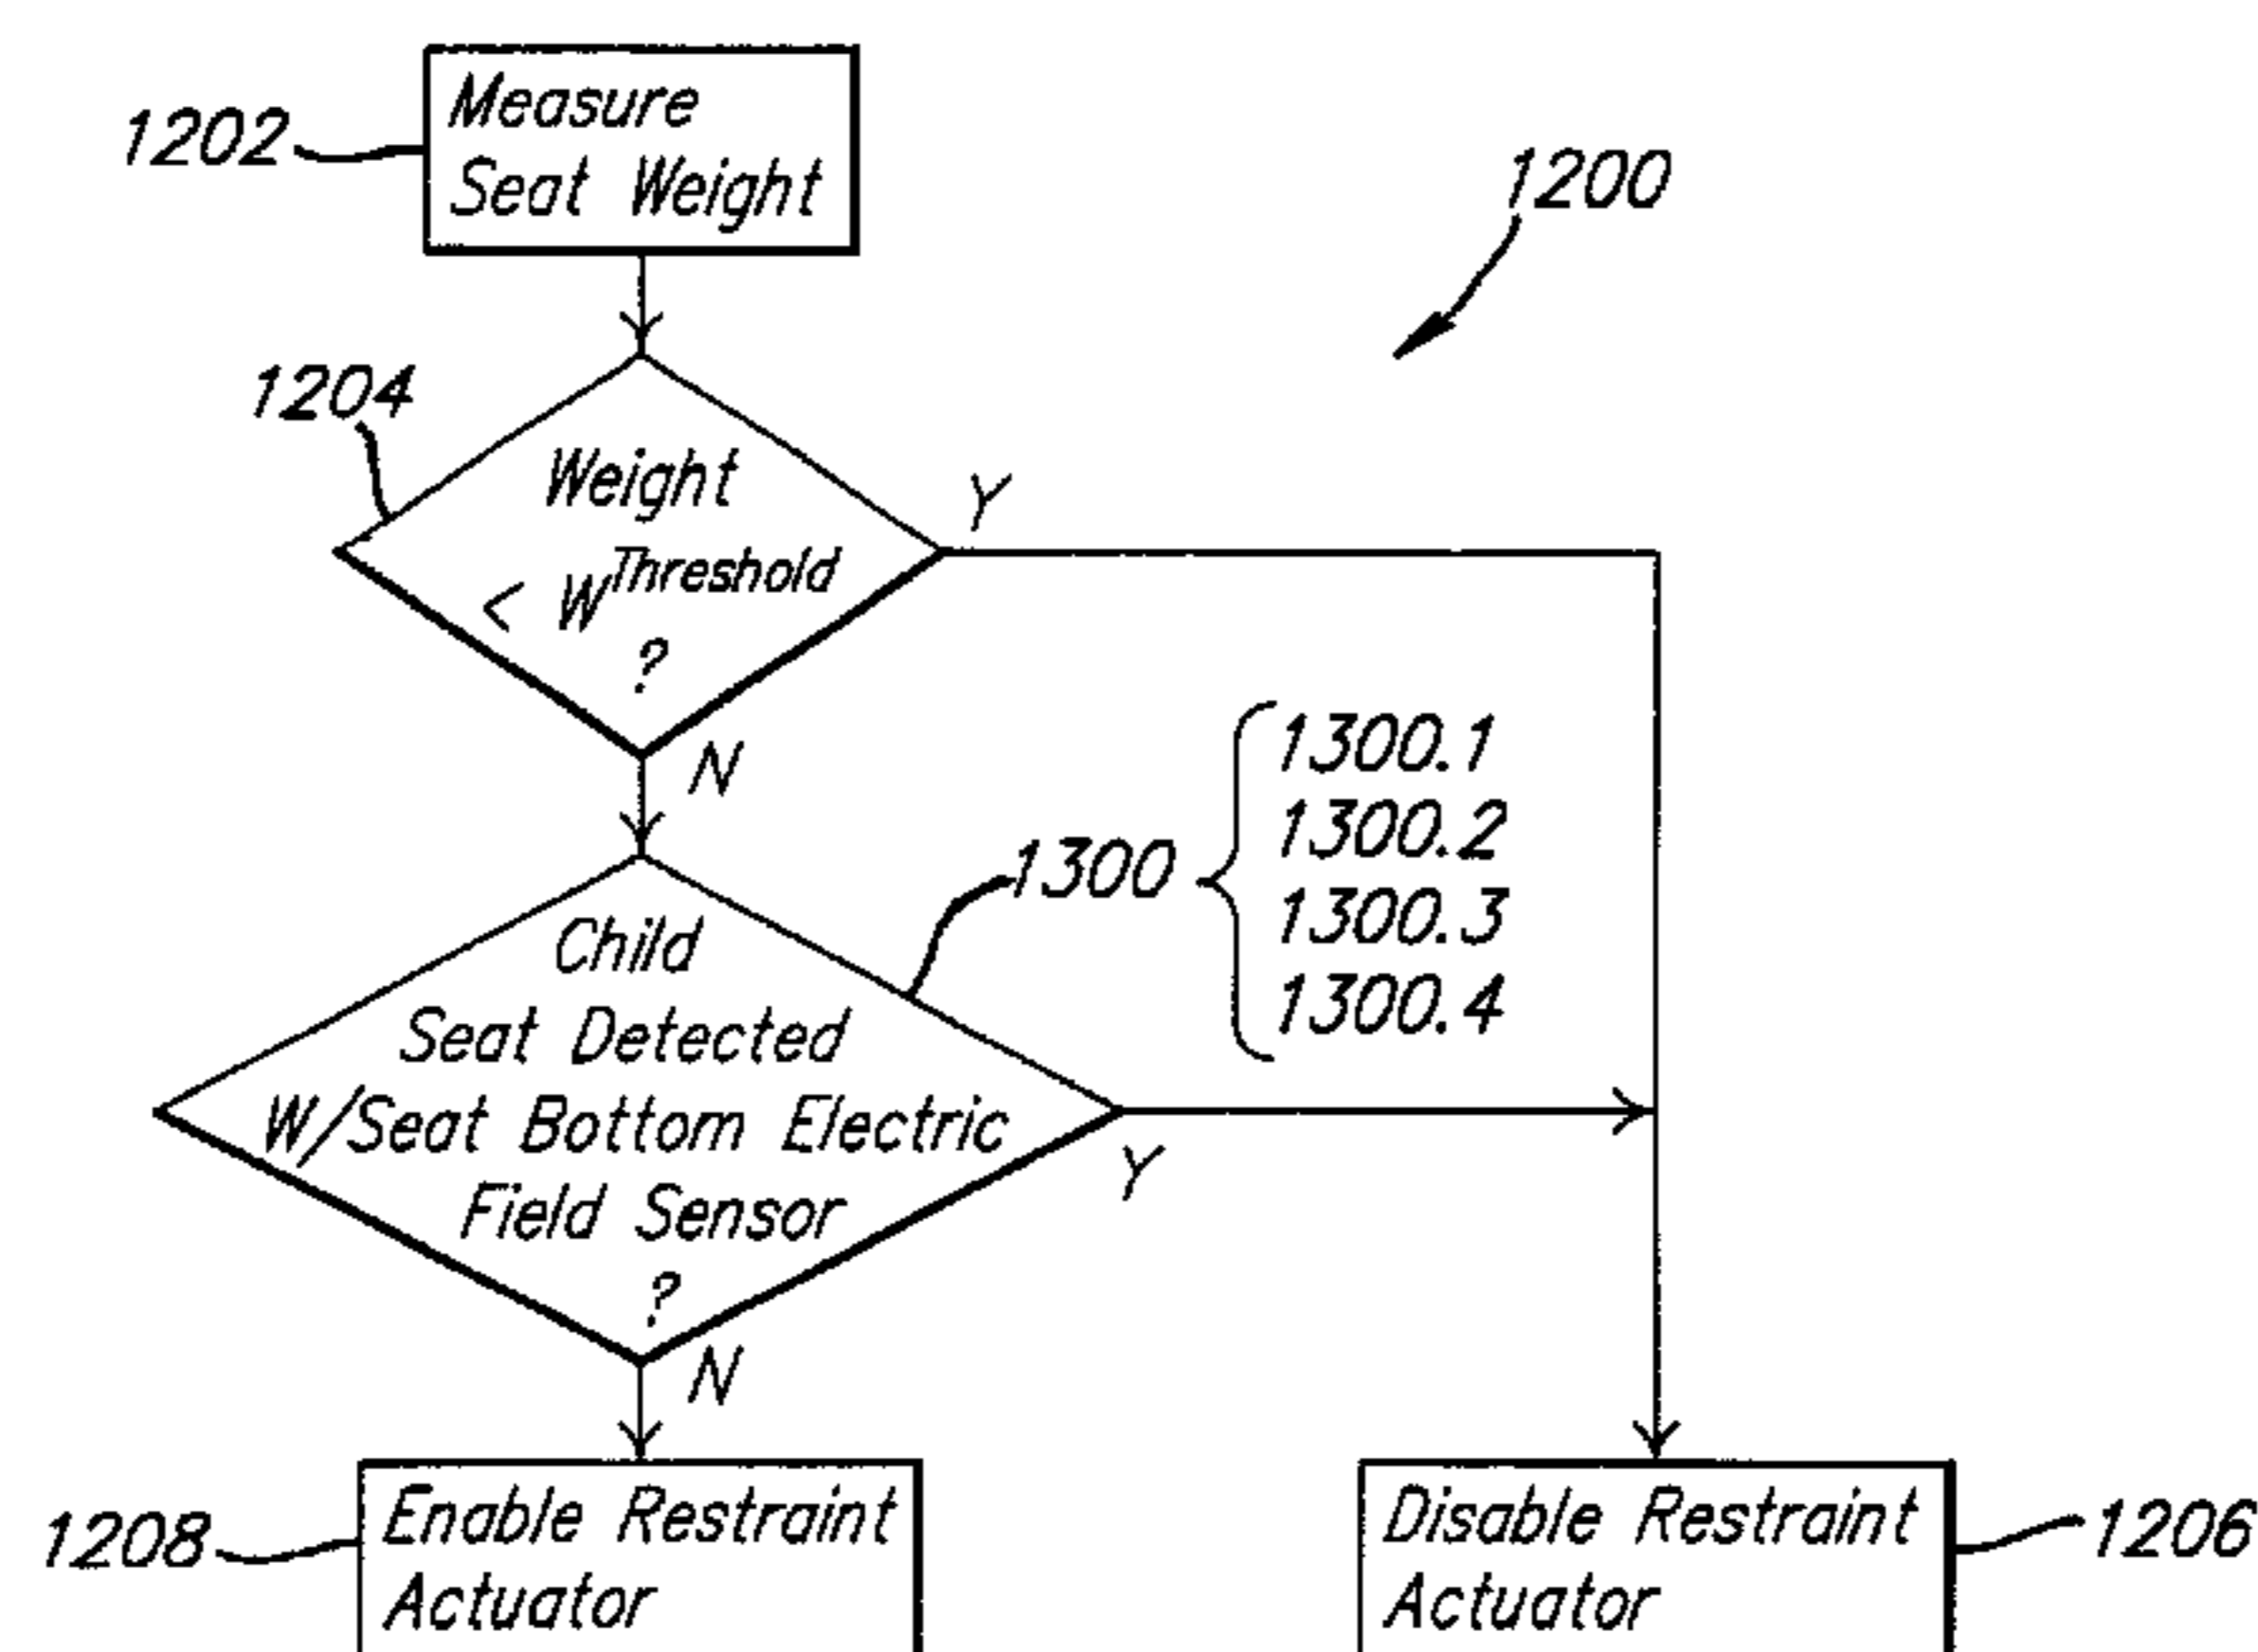 Measure
Seat Weight
1202
1200
1204
Weight
< W^Threshold
?
Y
N
1300
1300.1
1300.2
1300.3
1300.4
Child
Seat Detected
W/Seat Bottom Electric
Field Sensor
?
Y
N
1208
Enable Restraint
Actuator
Disable Restraint
Actuator
1206